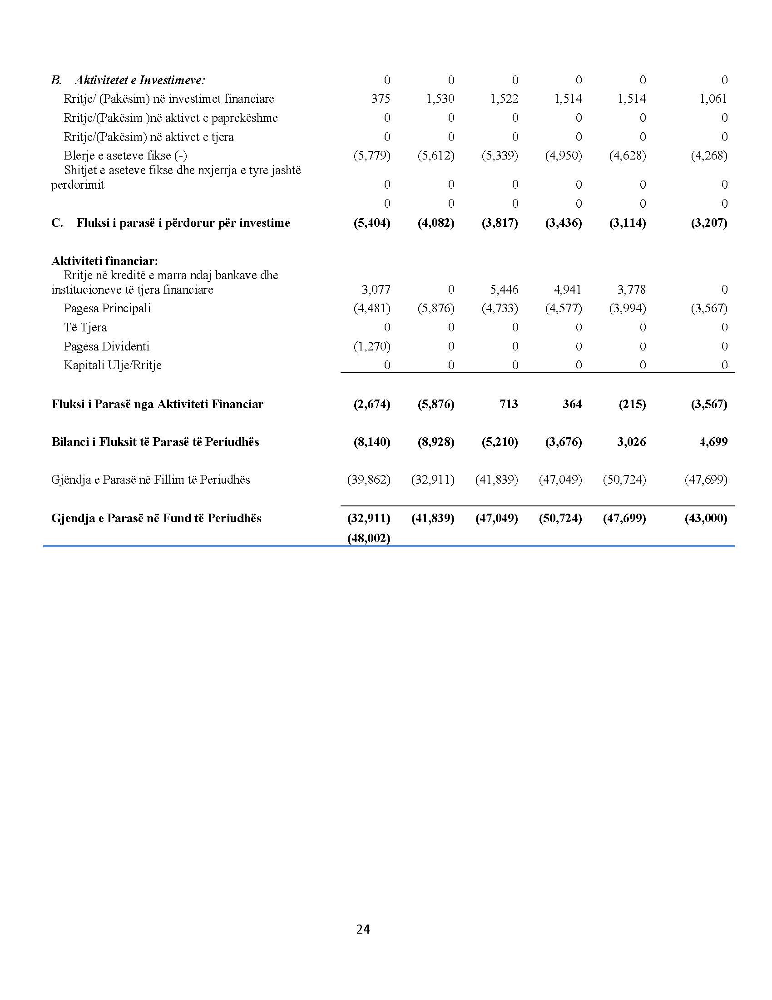 B. Aktivitetet e Investimeve: 0 0 0 0 0 0
Rritje/ (Pakësim) në investimet financiare 375 1,530 1,522 1,514 1,514 1,061
Rritje/(Pakësim )në aktivet e paprekëshme 0 0 0 0 0 0
Rritje/(Pakësim) në aktivet e tjera 0 0 0 0 0 0
Blerje e aseteve fikse (-) (5,779) (5,612) (5,339) (4,950) (4,628) (4,268)
Shitjet e aseteve fikse dhe nxjerrja e tyre jashtë
perdorimit 0 0 0 0 0 0
0 0 0 0 0 0
C. Fluksi i parasë i përdorur për investime (5,404) (4,082) (3,817) (3,436) (3,114) (3,207)
Aktiviteti financiar:
Rritje në kreditë e marra ndaj bankave dhe
institucioneve të tjera financiare 3,077 0 5,446 4,941 3,778 0
Pagesa Principali (4,481) (5,876) (4,733) (4,577) (3,994) (3,567)
Të Tjera 0 0 0 0 0 0
Pagesa Dividenti (1,270) 0 0 0 0 0
Kapitali Ulje/Rritje 0 0 0 0 0 0
Fluksi i Parasë nga Aktiviteti Financiar (2,674) (5,876) 713 364 (215) (3,567)
Bilanci i Fluksit të Parasë të Periudhës (8,140) (8,928) (5,210) (3,676) 3,026 4,699
Gjëndja e Parasë në Fillim të Periudhës (39,862) (32,911) (41,839) (47,049) (50,724) (47,699)
Gjendja e Parasë në Fund të Periudhës (32,911) (41,839) (47,049) (50,724) (47,699) (43,000)
(48,002)
24